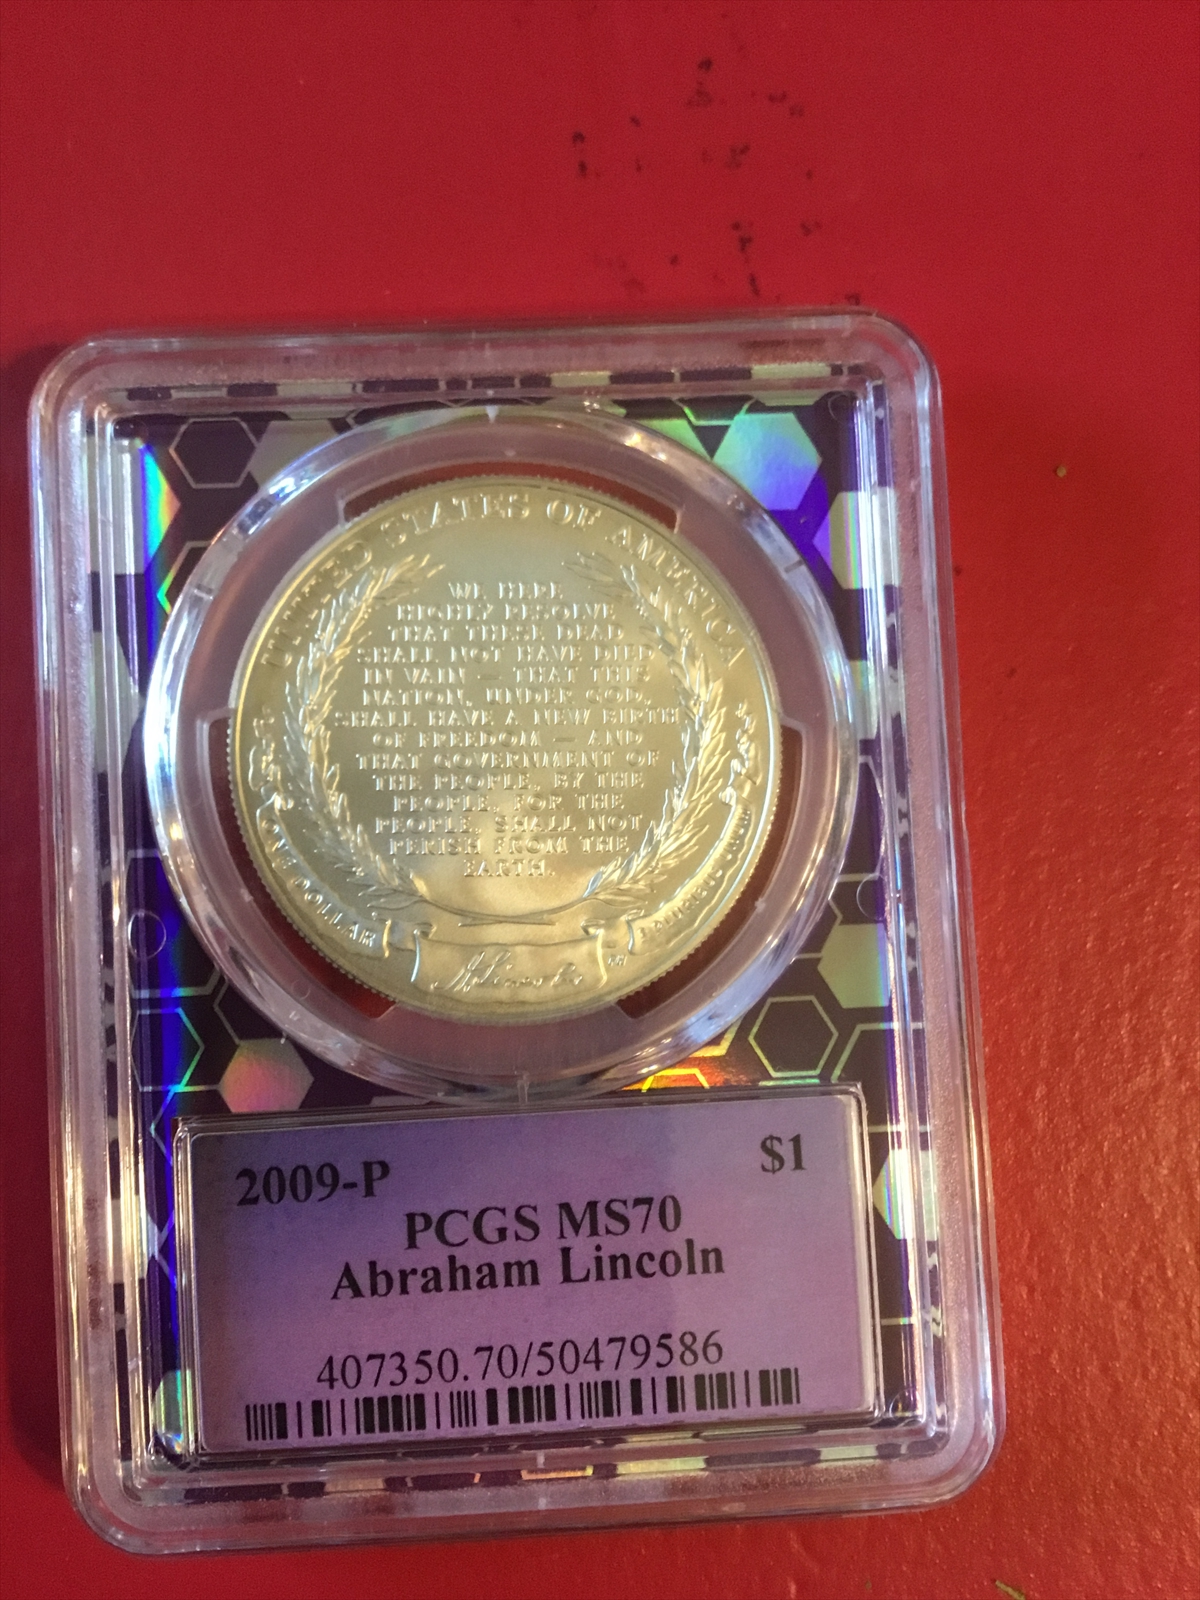 UNITED STATES OF AMERICA
WE HERE
HIGHLY RESOLVE
THAT THESE DEAD
SHALL NOT HAVE DIED
IN VAIN — THAT THIS
NATION, UNDER GOD,
SHALL HAVE A NEW BIRTH
OF FREEDOM — AND
THAT GOVERNMENT OF
THE PEOPLE, BY THE
PEOPLE, FOR THE
PEOPLE, SHALL NOT
PERISH FROM THE
EARTH.
ONE DOLLAR
E PLURIBUS UNUM
A. Lincoln
2009-P $1
PCGS MS70
Abraham Lincoln
407350.70/50479586